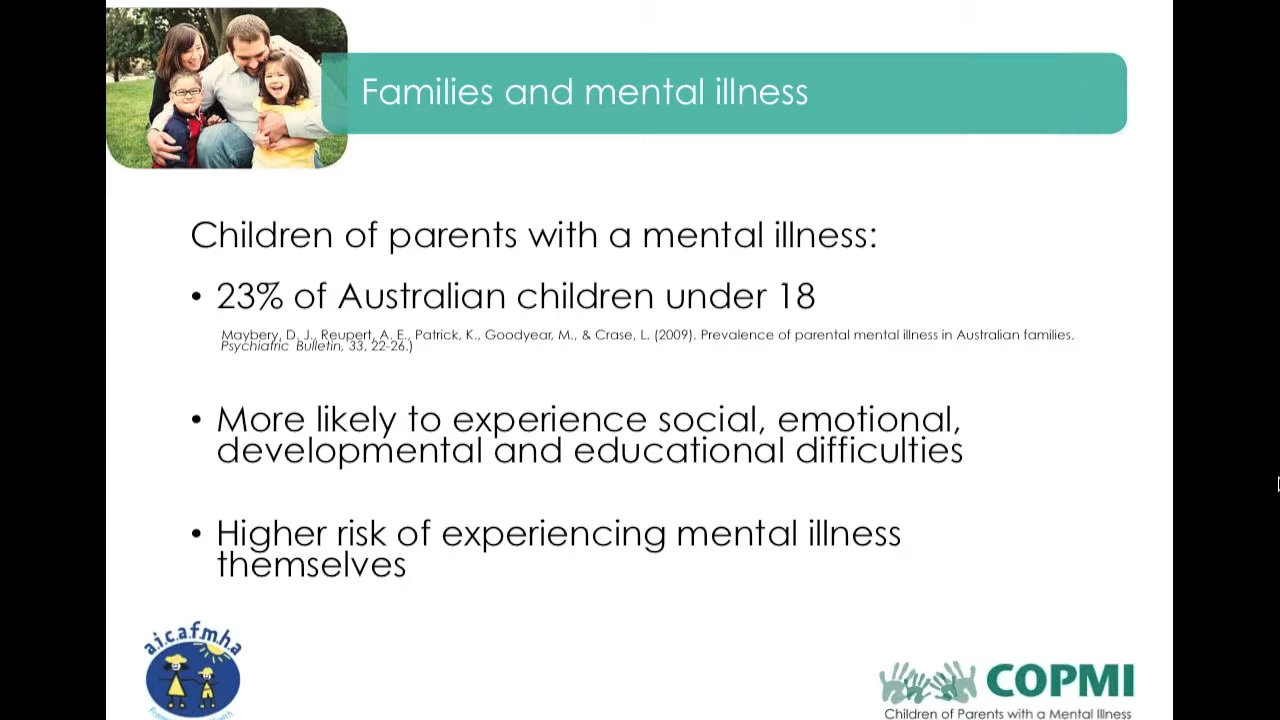 Families and mental illness
Children of parents with a mental illness:
• 23% of Australian children under 18
Maybery, D. J., Reupert, A. E., Patrick, K., Goodyear, M., & Crase, L. (2009). Prevalence of parental mental illness in Australian families.
Psychiatric Bulletin, 33, 22-26.)
• More likely to experience social, emotional,
developmental and educational difficulties
• Higher risk of experiencing mental illness
themselves
a.i.c.a.f.m.h.a
COPMI
Children of Parents with a Mental Illness